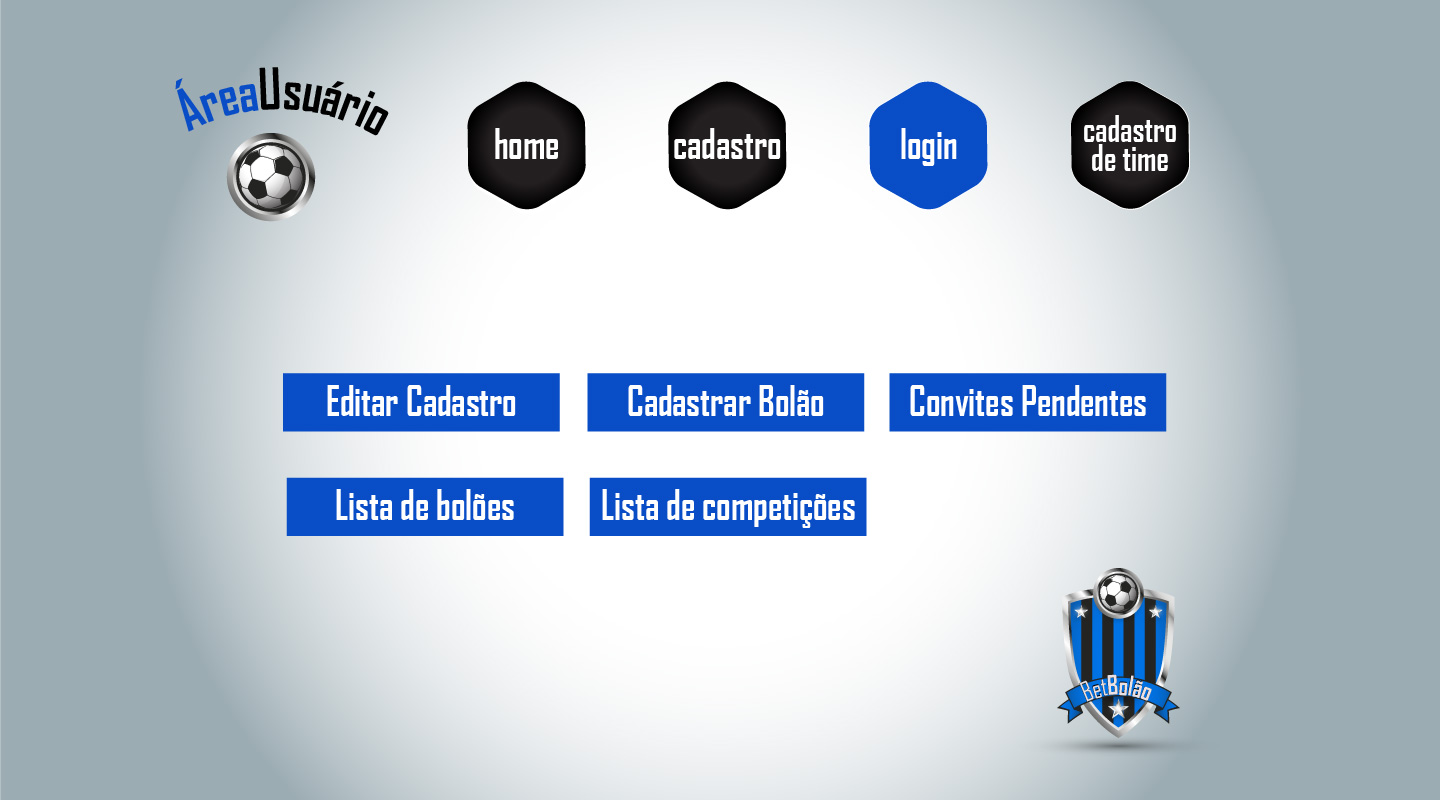 ÁreaUsuário
home
cadastro
login
cadastro
de time
Editar Cadastro
Cadastrar Bolão
Convites Pendentes
Lista de bolões
Lista de competições
BetBolão